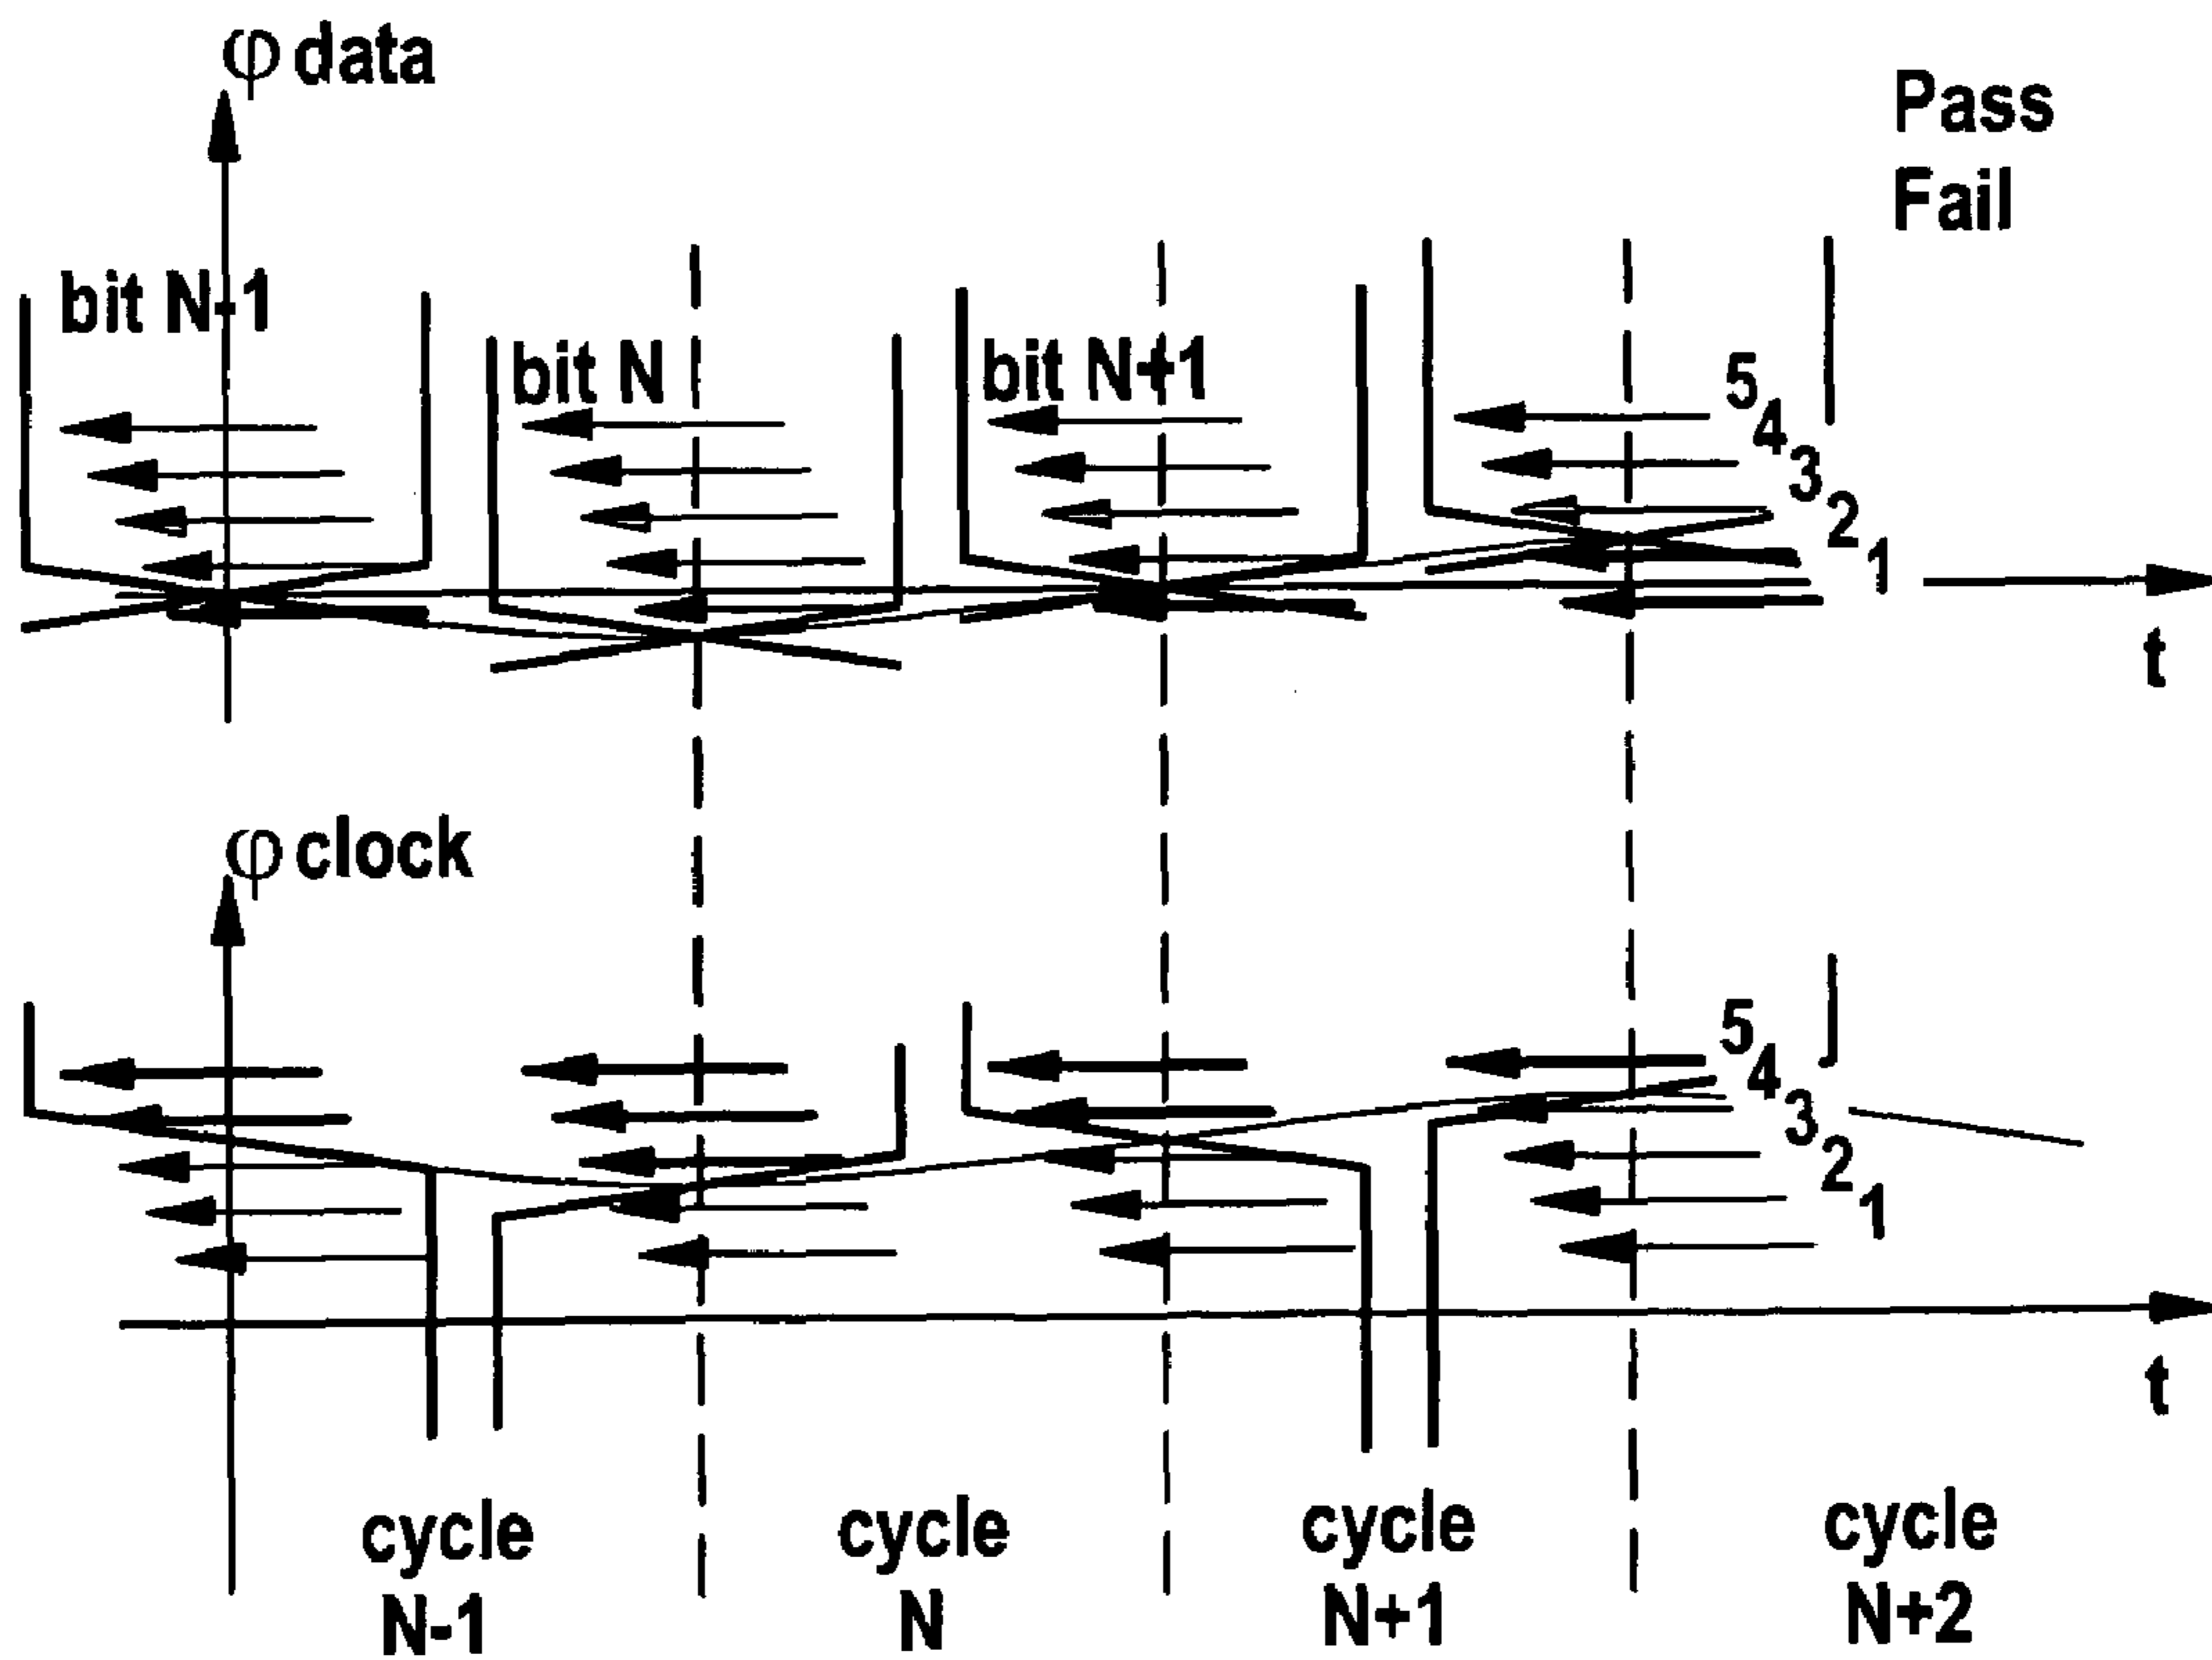 φ data
Pass
Fail
bit N-1
bit N
bit N+1
5
4
3
2
1
t
φ clock
5
4
3
2
1
t
cycle
N-1
cycle
N
cycle
N+1
cycle
N+2